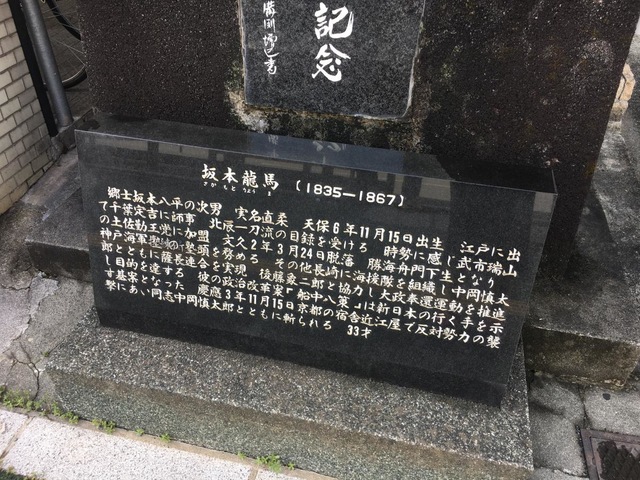 記念
坂本龍馬 (1835—1867)
さか もと りょう ま
郷士坂本八平の次男 実名直柔 天保6年11月15日出生 江戸に出
て千葉定吉に師事 北辰一刀流の目録を受ける 時勢に感じ武市瑞山
の土佐勤王党に加盟 文久2年3月24日脱藩 勝海舟門下生となり
神戸海軍塾の塾頭を努める その他長崎に海援隊を組織し中岡慎太
郎とともに薩長連合を実現 後藤象二郎と協力し大政奉還運動を推進
し目的を達する 彼の政治改革案「船中八策」は新日本の行く手を示
す基案となった 慶應3年11月15日京都の宿舎近江屋で反対勢力の襲
撃にあい同志中岡慎太郎とともに斬られる 33才